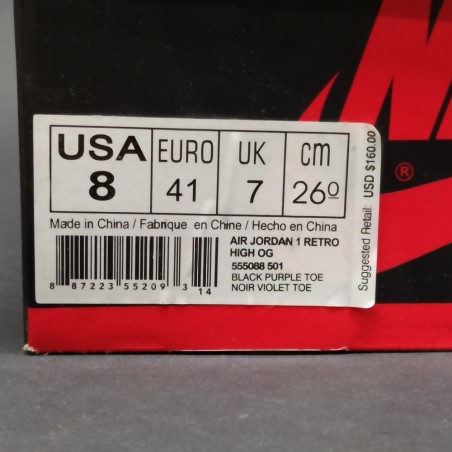 USA EURO UK cm
8 41 7 26º
Made in China / Fabrique en Chine / Hecho en China
AIR JORDAN 1 RETRO
HIGH OG
555088 501
BLACK PURPLE TOE
NOIR VIOLET TOE
8 87223 55209 3 14
Suggested Retail: USD $160.00
®